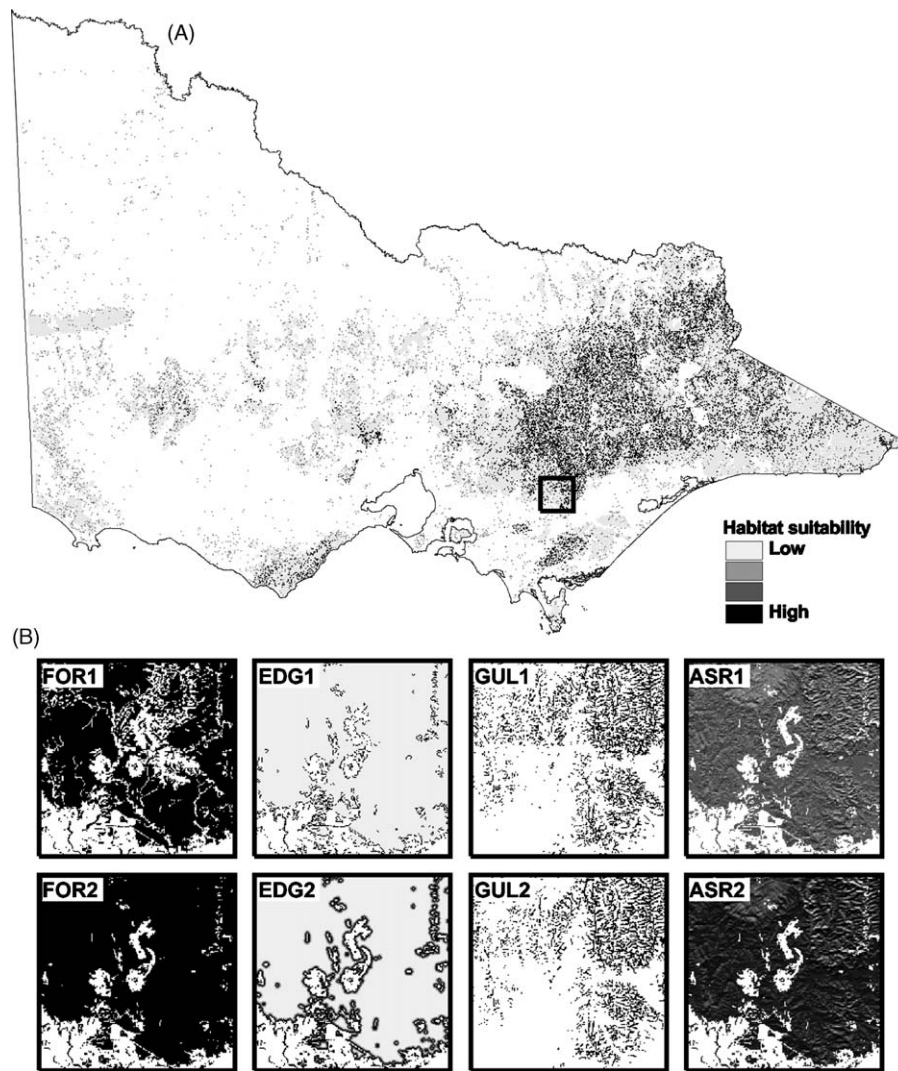 (A)
Habitat suitability
Low
High
(B)
FOR1 EDG1 GUL1 ASR1
FOR2 EDG2 GUL2 ASR2